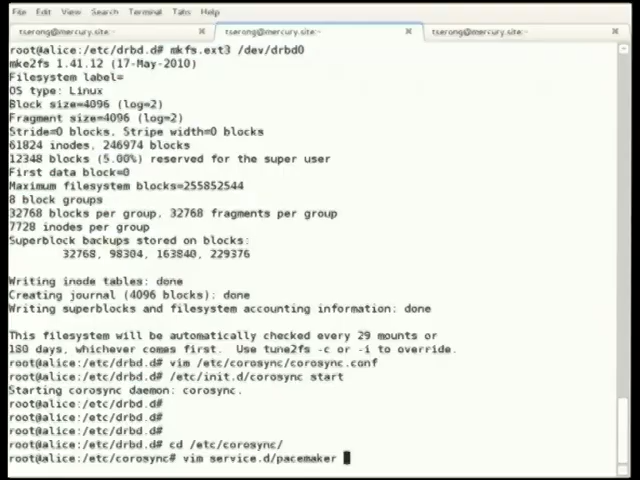 File Edit View Search Terminal Tabs Help
tserong@mercury.site:~ tserong@mercury.site:~ tserong@mercury.site:~
root@alice:/etc/drbd.d# mkfs.ext3 /dev/drbd0
mke2fs 1.41.12 (17-May-2010)
Filesystem label=
OS type: Linux
Block size=4096 (log=2)
Fragment size=4096 (log=2)
Stride=0 blocks, Stripe width=0 blocks
61824 inodes, 246974 blocks
12348 blocks (5.00%) reserved for the super user
First data block=0
Maximum filesystem blocks=255852544
8 block groups
32768 blocks per group, 32768 fragments per group
7728 inodes per group
Superblock backups stored on blocks:
32768, 98304, 163840, 229376
Writing inode tables: done
Creating journal (4096 blocks): done
Writing superblocks and filesystem accounting information: done
This filesystem will be automatically checked every 29 mounts or
180 days, whichever comes first. Use tune2fs -c or -i to override.
root@alice:/etc/drbd.d# vim /etc/corosync/corosync.conf
root@alice:/etc/drbd.d# /etc/init.d/corosync start
Starting corosync daemon: corosync.
root@alice:/etc/drbd.d#
root@alice:/etc/drbd.d#
root@alice:/etc/drbd.d#
root@alice:/etc/drbd.d# cd /etc/corosync/
root@alice:/etc/corosync# vim service.d/pacemaker